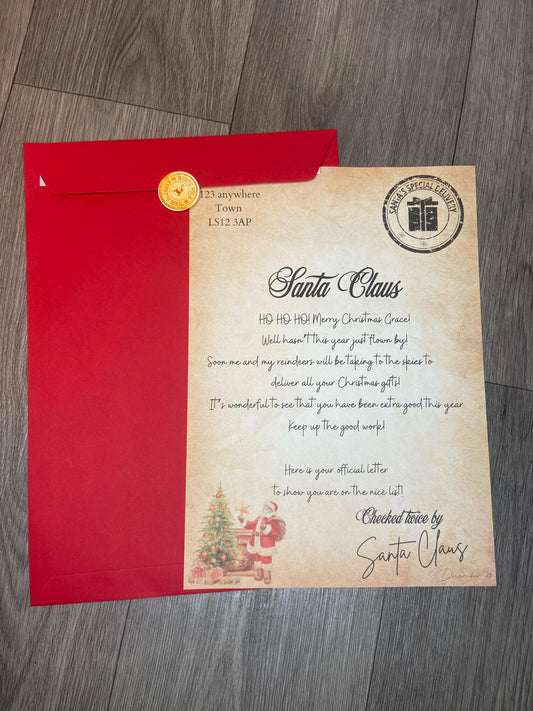 123 anywhere
Town
LS12 3AP
SANTA'S SPECIAL DELIVERY
Santa Claus
HO HO HO! Merry Christmas Grace!
Well hasn't this year just flown by!
Soon me and my reindeers will be taking to the skies to
deliver all your Christmas gifts!
It's wonderful to see that you have been extra good this year
Keep up the good work!
Here is your official letter
to show you are on the nice list!
Checked twice by
Santa Claus
December